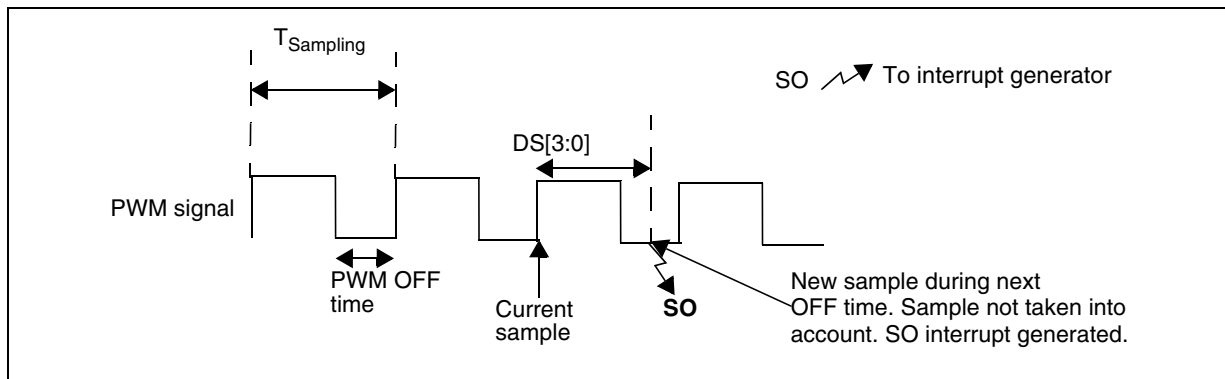 T_Sampling
SO To interrupt generator
DS[3:0]
PWM signal
PWM OFF
time
Current
sample
SO
New sample during next
OFF time. Sample not taken into
account. SO interrupt generated.